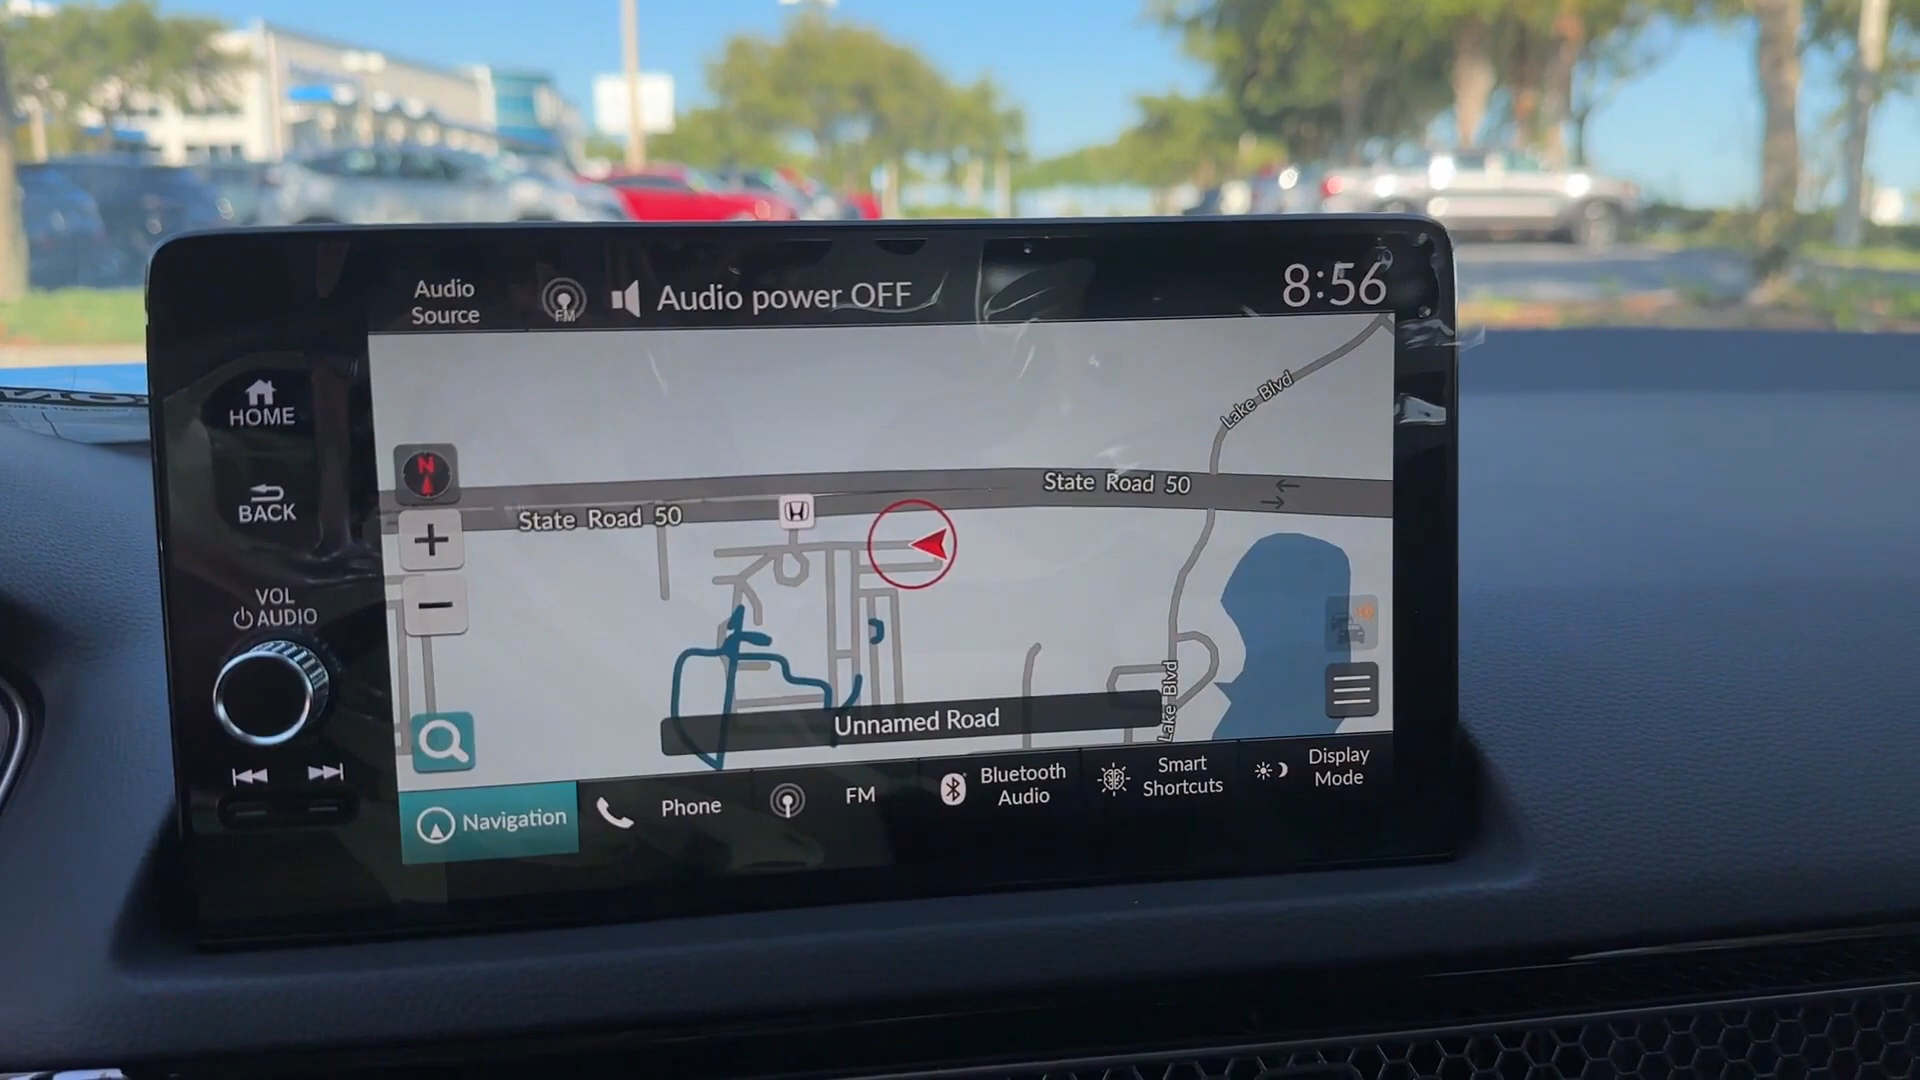 Audio
Source
FM
Audio power OFF
8:56
HOME
BACK
VOL
AUDIO
N
+
−
Lake Blvd
State Road 50
State Road 50
H
Lake Blvd
Unnamed Road
Navigation
Phone
FM
Bluetooth
Audio
Smart
Shortcuts
Display
Mode